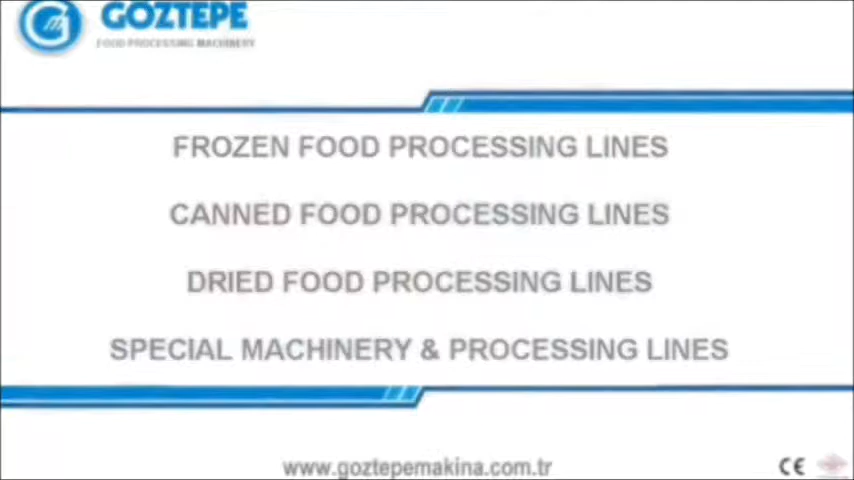 GOZTEPE
FOOD PROCESSING MACHINERY
FROZEN FOOD PROCESSING LINES
CANNED FOOD PROCESSING LINES
DRIED FOOD PROCESSING LINES
SPECIAL MACHINERY & PROCESSING LINES
www.goztepemakina.com.tr
CE